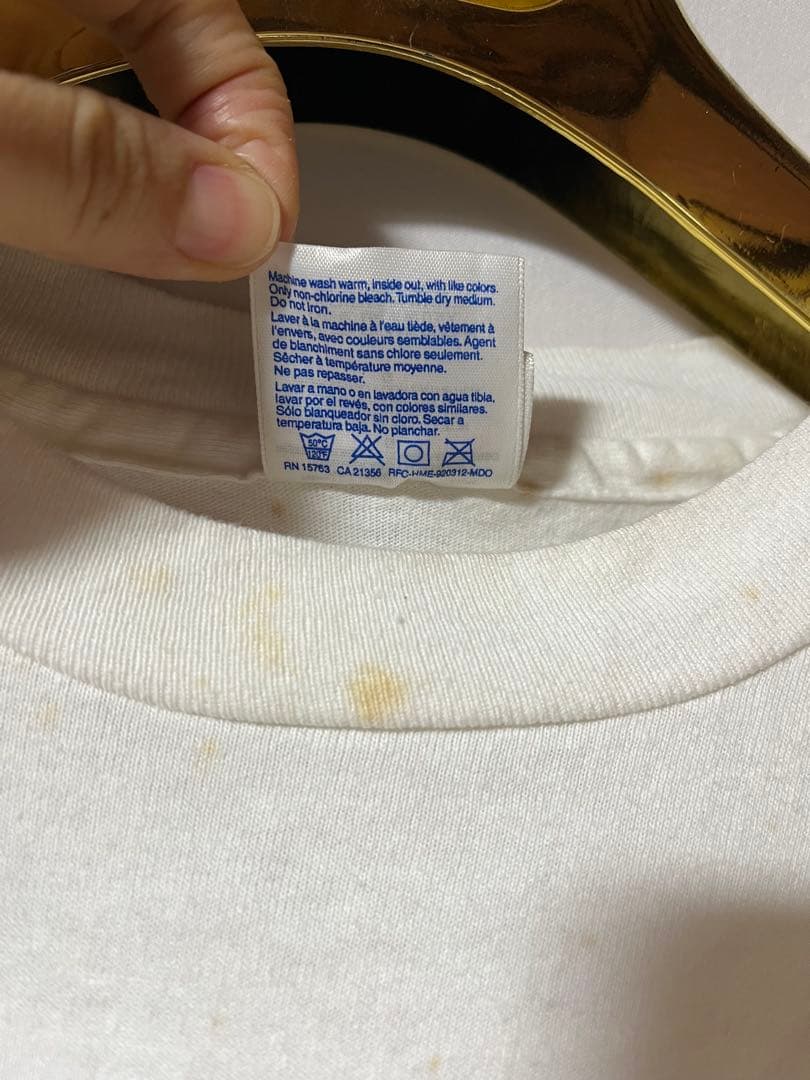 Machine wash warm, inside out, with like colors.
Only non-chlorine bleach. Tumble dry medium.
Do not iron.
Laver à la machine à l'eau tiède, vêtement à
l'envers, avec couleurs semblables. Agent
de blanchiment sans chlore seulement.
Sécher à température moyenne.
Ne pas repasser.
Lavar a mano o en lavadora con agua tibia,
lavar por el revés, con colores similares.
Sólo blanqueador sin cloro. Secar a
temperatura baja. No planchar.
50°C
120°F
RN 15763 CA 21356 RFC-HME-920312-MDO